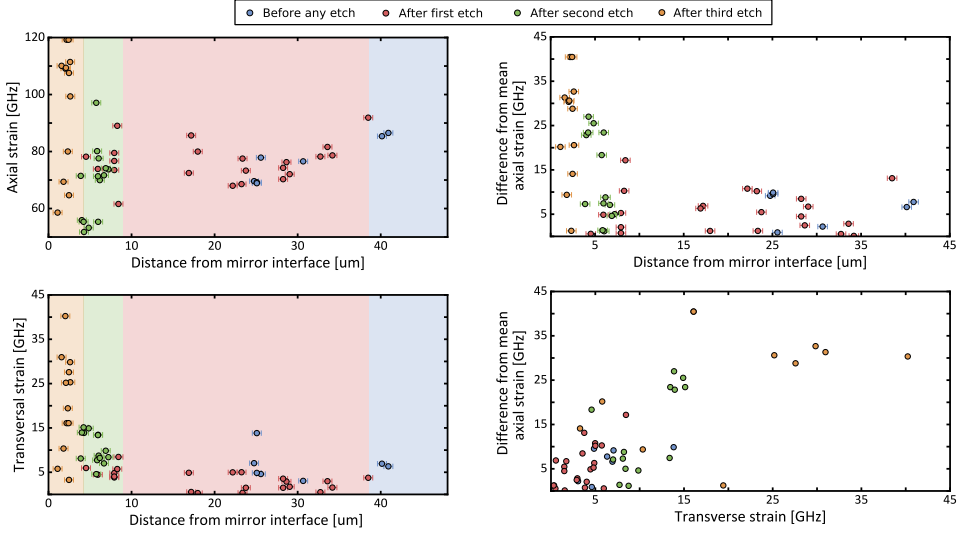 Before any etch After first etch After second etch After third etch
120
100
80
60
Axial strain [GHz]
0 10 20 30 40
Distance from mirror interface [um]
45
35
25
15
5
Difference from mean
axial strain [GHz]
5 15 25 35 45
Distance from mirror interface [um]
45
35
25
15
5
Transversal strain [GHz]
0 10 20 30 40
Distance from mirror interface [um]
45
35
25
15
5
Difference from mean
axial strain [GHz]
5 15 25 35 45
Transverse strain [GHz]